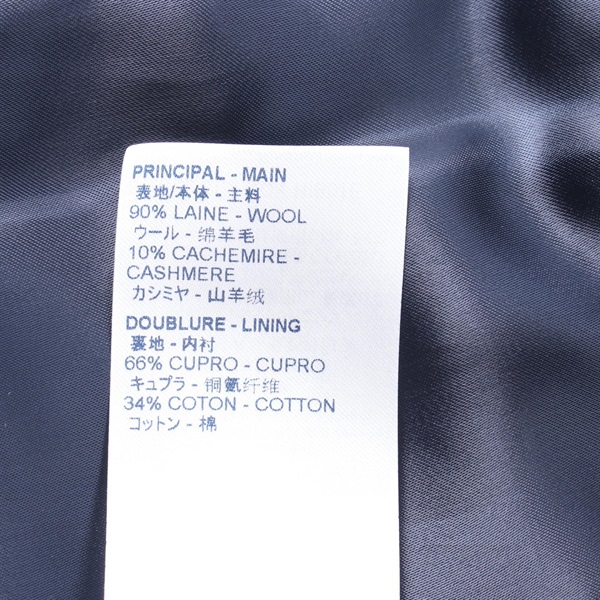 PRINCIPAL - MAIN
表地/本体 - 主料
90% LAINE - WOOL
ウール - 绵羊毛
10% CACHEMIRE -
CASHMERE
カシミヤ - 山羊绒
DOUBLURE - LINING
裏地 - 内衬
66% CUPRO - CUPRO
キュプラ - 铜氨纤维
34% COTON - COTTON
コットン - 棉